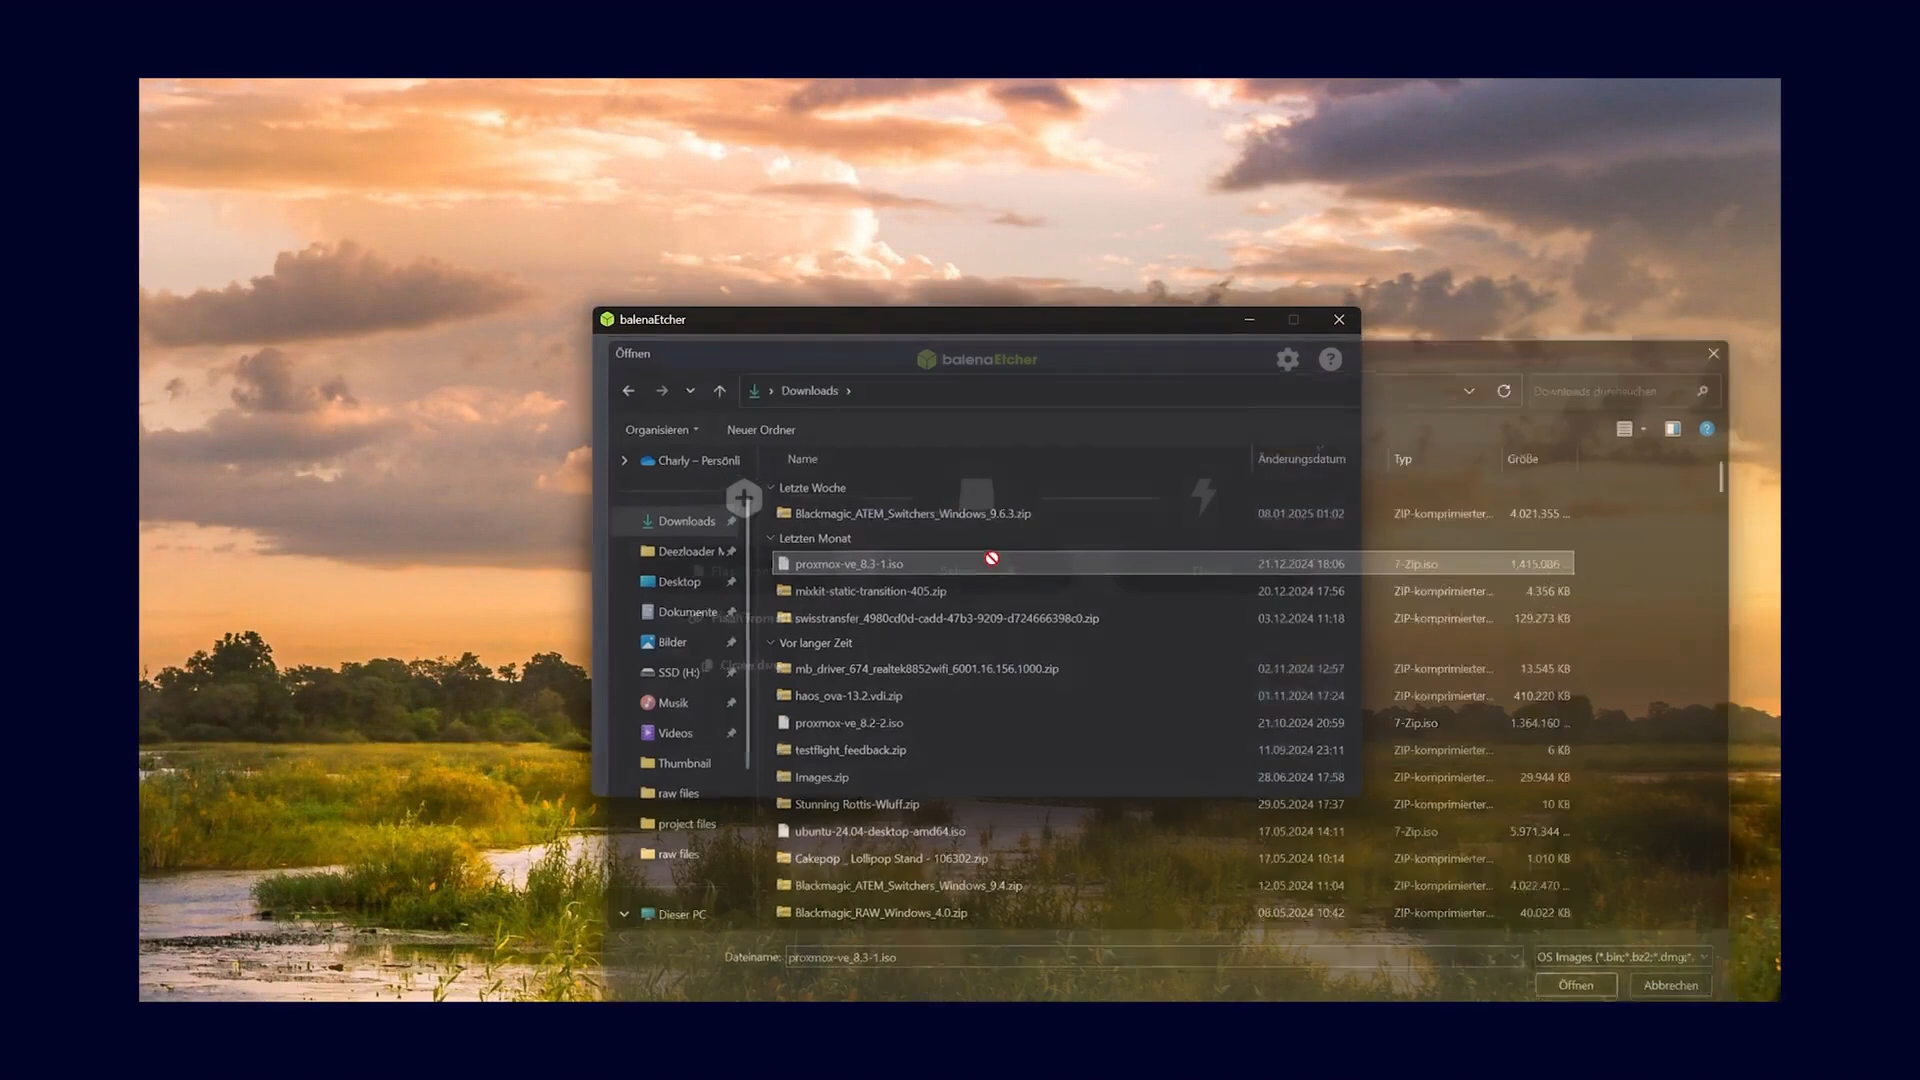 balenaEtcher
Öffnen
balenaEtcher
Downloads
Downloads durchsuchen
Organisieren
Neuer Ordner
Charly – Persönli
Name Änderungsdatum Typ Größe
Letzte Woche
Blackmagic_ATEM_Switchers_Windows_9.6.3.zip 08.01.2025 01:02 ZIP-komprimierter... 4.021.355 ...
Downloads
Letzten Monat
Deezloader M
proxmox-ve_8.3-1.iso 21.12.2024 18:06 7-Zip.iso 1.415.086 ...
Desktop
mixkit-static-transition-405.zip 20.12.2024 17:56 ZIP-komprimierter... 4.356 KB
Dokumente
swisstransfer_4980cd0d-cadd-47b3-9209-d724666398c0.zip 03.12.2024 11:18 ZIP-komprimierter... 129.273 KB
Bilder
Vor langer Zeit
SSD (H:)
mb_driver_674_realtek8852wifi_6001.16.156.1000.zip 02.11.2024 12:57 ZIP-komprimierter... 13.545 KB
Musik
haos_ova-13.2.vdi.zip 01.11.2024 17:24 ZIP-komprimierter... 410.220 KB
proxmox-ve_8.2-2.iso 21.10.2024 20:59 7-Zip.iso 1.364.160 ...
Videos
testflight_feedback.zip 11.09.2024 23:11 ZIP-komprimierter... 6 KB
Thumbnail
Images.zip 28.06.2024 17:58 ZIP-komprimierter... 29.944 KB
raw files
Stunning Rottis-Wluff.zip 29.05.2024 17:37 ZIP-komprimierter... 10 KB
project files
ubuntu-24.04-desktop-amd64.iso 17.05.2024 14:11 7-Zip.iso 5.971.344 ...
raw files
Cakepop _ Lollipop Stand - 106302.zip 17.05.2024 10:14 ZIP-komprimierter... 1.010 KB
Blackmagic_ATEM_Switchers_Windows_9.4.zip 12.05.2024 11:04 ZIP-komprimierter... 4.022.470 ...
Dieser PC
Blackmagic_RAW_Windows_4.0.zip 08.05.2024 10:42 ZIP-komprimierter... 40.022 KB
Dateiname: proxmox-ve_8.3-1.iso
OS Images (*.bin;*.bz2;*.dmg;*.
Öffnen
Abbrechen